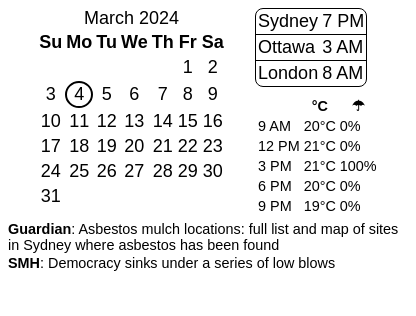 March 2024
Su Mo Tu We Th Fr Sa
1 2
3 4 5 6 7 8 9
10 11 12 13 14 15 16
17 18 19 20 21 22 23
24 25 26 27 28 29 30
31
Sydney 7 PM
Ottawa 3 AM
London 8 AM
°C ☂
9 AM 20°C 0%
12 PM 21°C 0%
3 PM 21°C 100%
6 PM 20°C 0%
9 PM 19°C 0%
Guardian: Asbestos mulch locations: full list and map of sites
in Sydney where asbestos has been found
SMH: Democracy sinks under a series of low blows